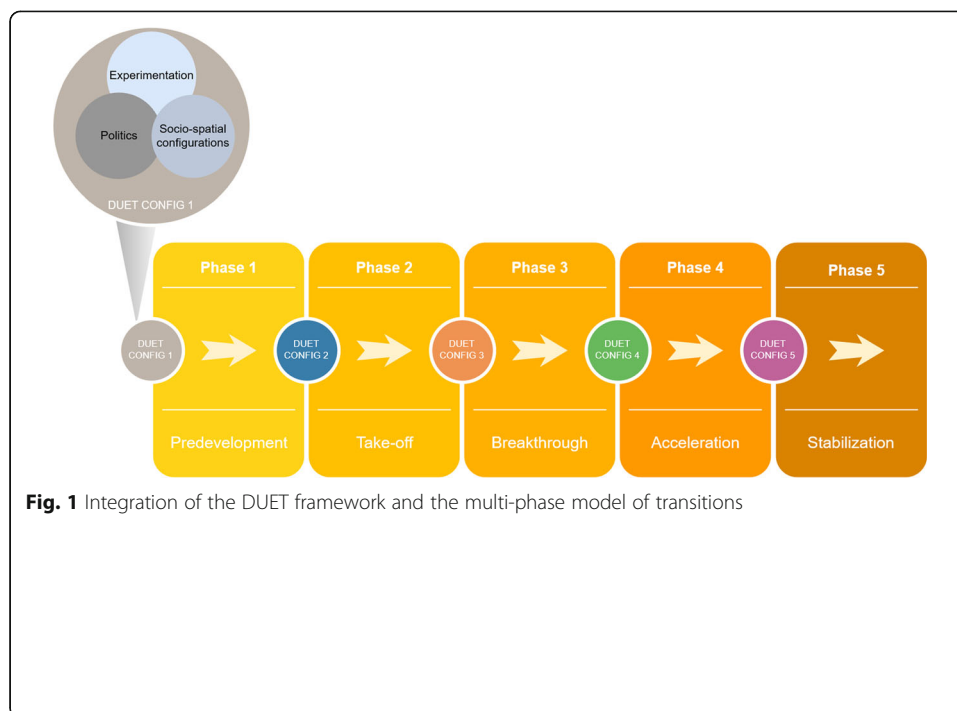 Experimentation
Politics
Socio-spatial
configurations
DUET CONFIG 1
Phase 1
Phase 2
Phase 3
Phase 4
Phase 5
DUET
CONFIG 1
DUET
CONFIG 2
DUET
CONFIG 3
DUET
CONFIG 4
DUET
CONFIG 5
Predevelopment
Take-off
Breakthrough
Acceleration
Stabilization
Fig. 1 Integration of the DUET framework and the multi-phase model of transitions